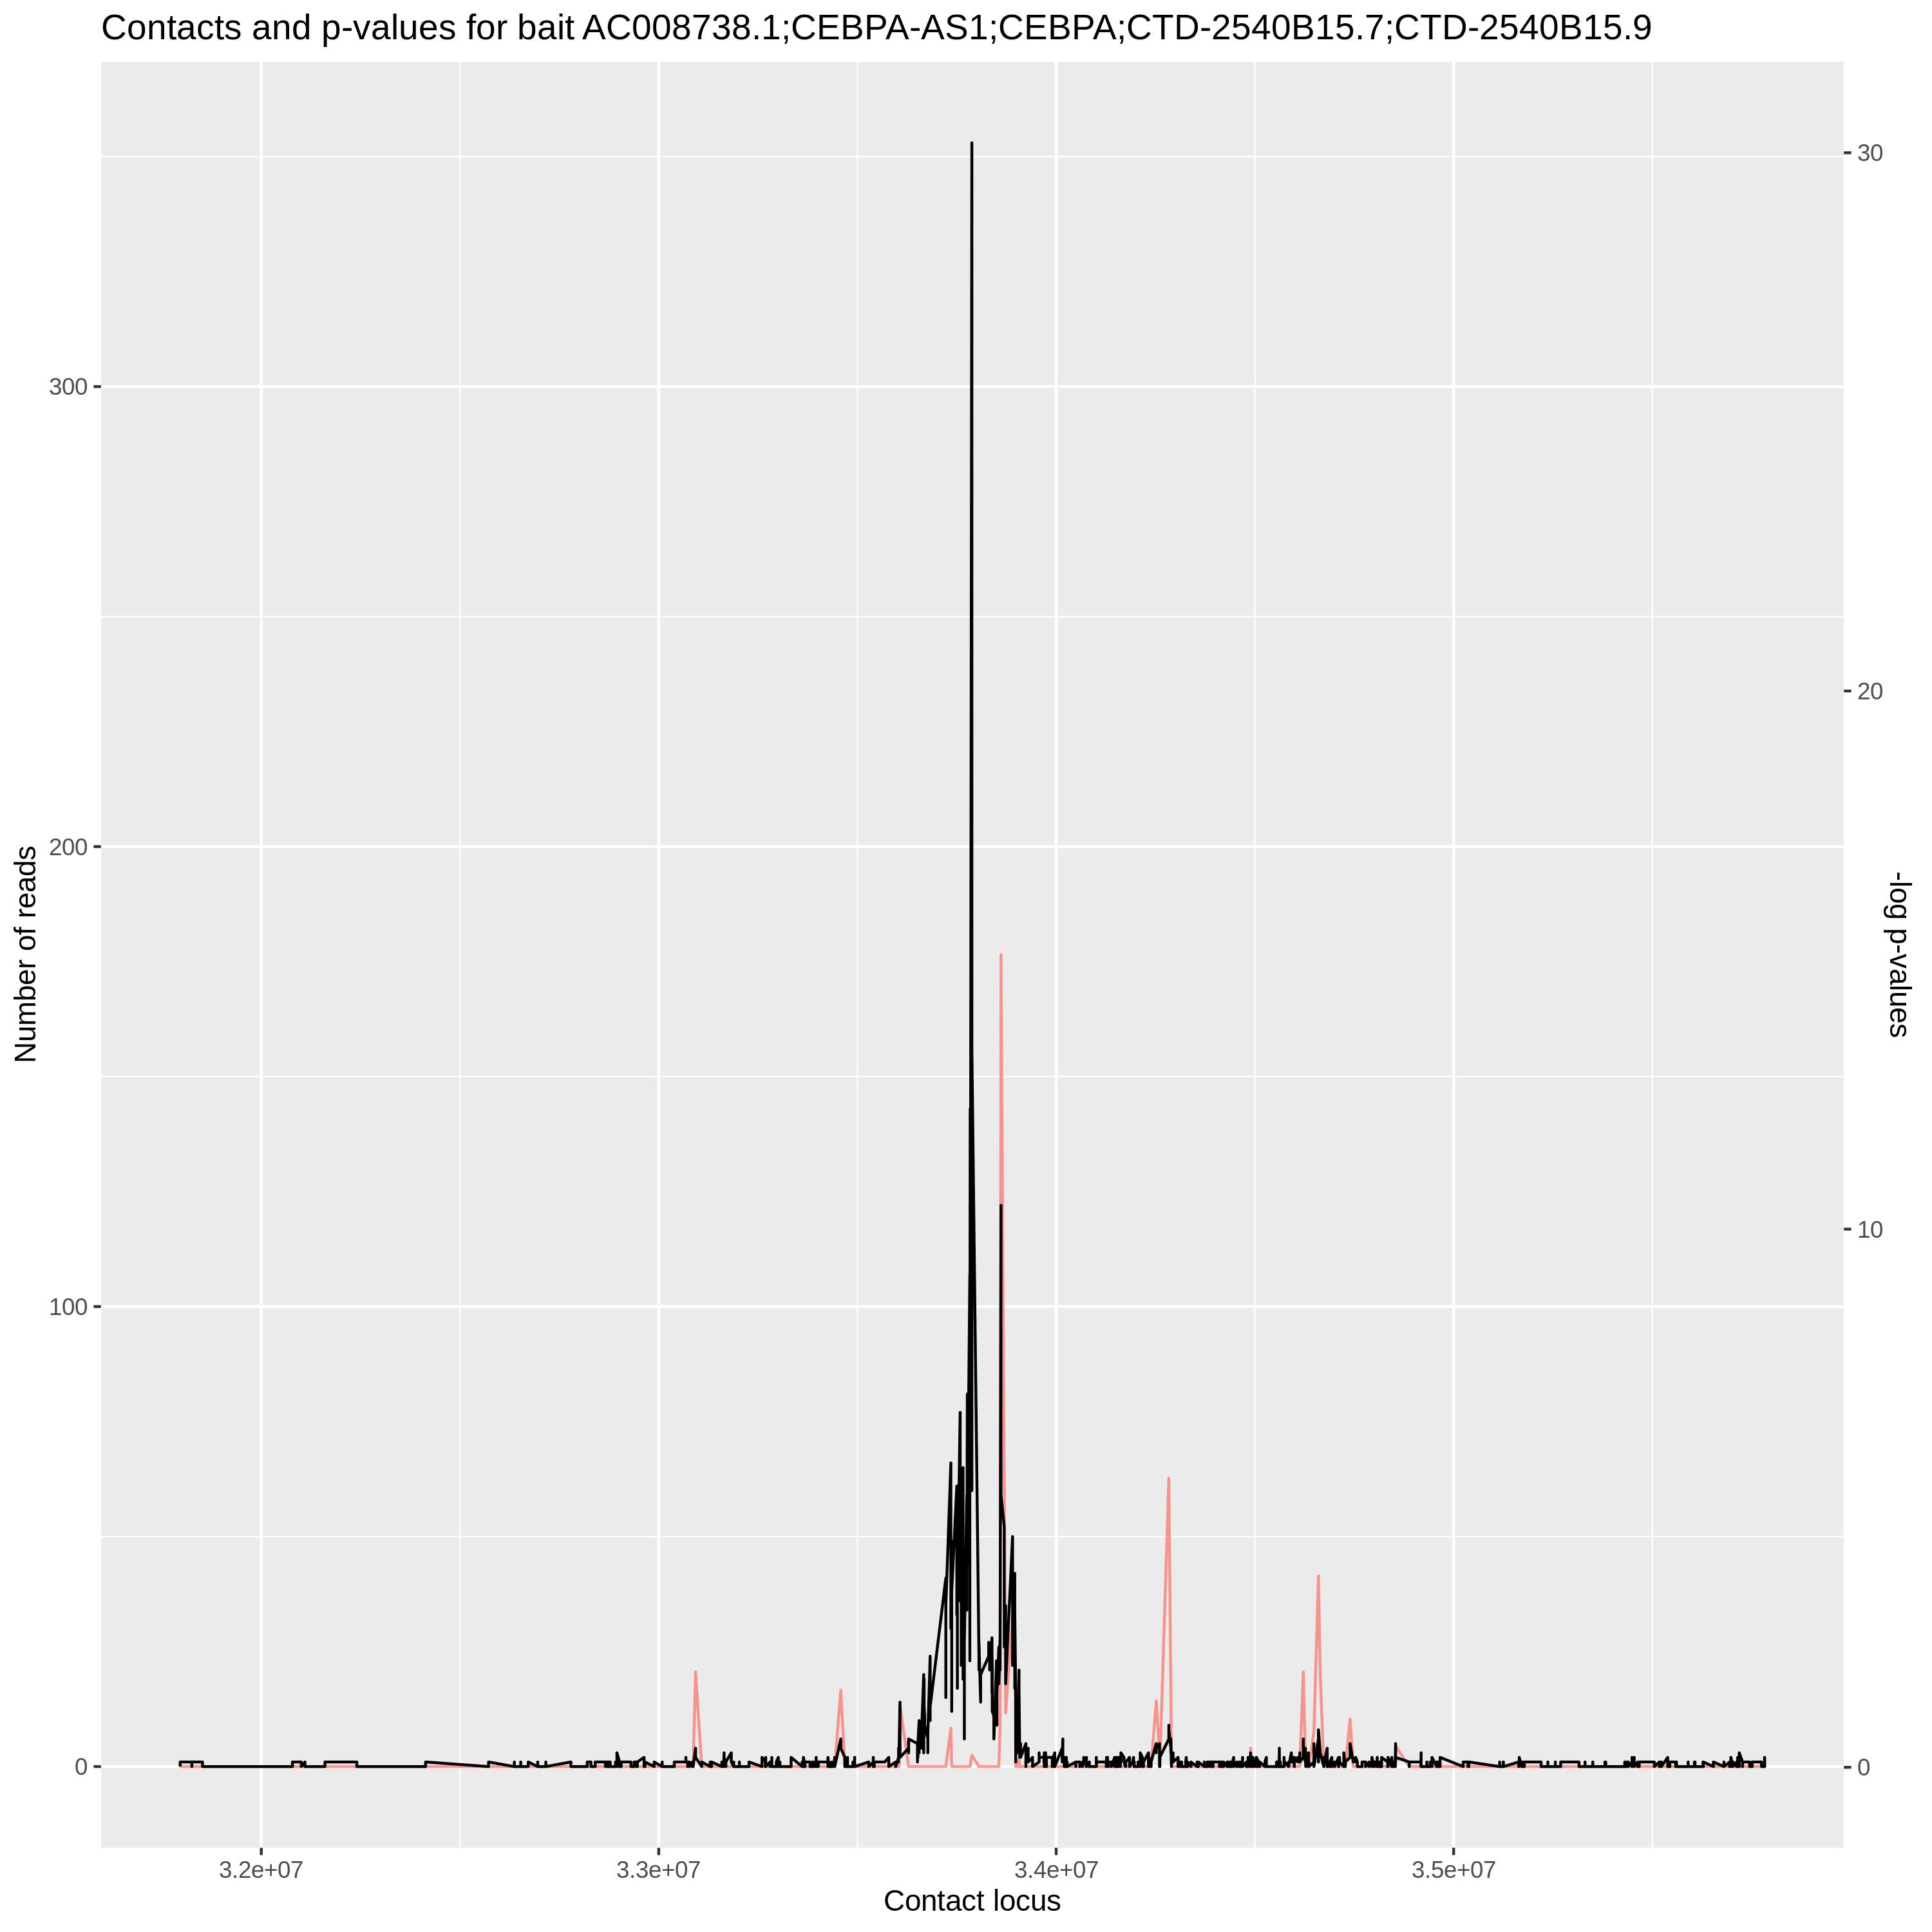 Contacts and p-values for bait AC008738.1;CEBPA-AS1;CEBPA;CTD-2540B15.7;CTD-2540B15.9
Number of reads
300
200
100
0
30
20
10
0
-log p-values
3.2e+07
3.3e+07
3.4e+07
3.5e+07
Contact locus